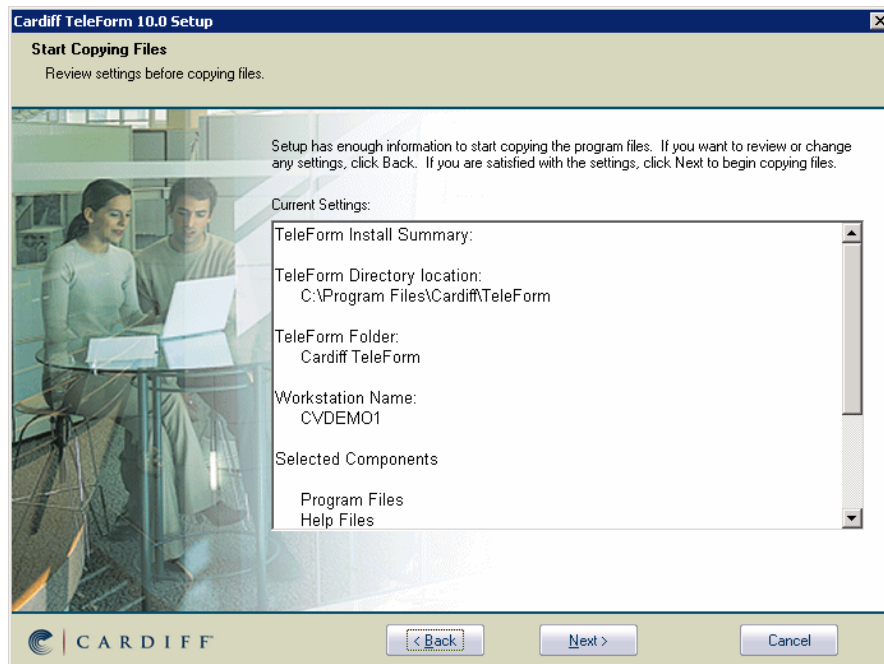 Cardiff TeleForm 10.0 Setup
Start Copying Files
Review settings before copying files.
Setup has enough information to start copying the program files. If you want to review or change
any settings, click Back. If you are satisfied with the settings, click Next to begin copying files.
Current Settings:
TeleForm Install Summary:
TeleForm Directory location:
C:\Program Files\Cardiff\TeleForm
TeleForm Folder:
Cardiff TeleForm
Workstation Name:
CVDEMO1
Selected Components
Program Files
Help Files
CARDIFF
< Back
Next >
Cancel